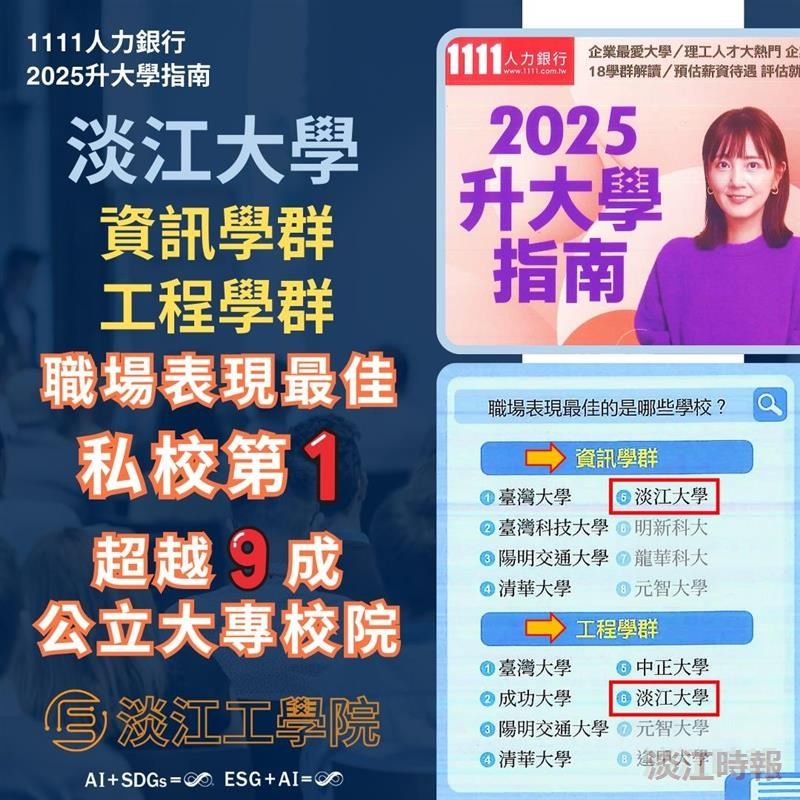 1111人力銀行
2025升大學指南
淡江大學
資訊學群
工程學群
職場表現最佳
私校第1
超越9成
公立大專校院
淡江工學院
AI+SDGs=∞ ESG+AI=∞
1111人力銀行
www.1111.com.tw
企業最愛大學/理工人才大熱門 企
18學群解讀/預估薪資待遇 評估就
2025
升大學
指南
職場表現最佳的是哪些學校?
資訊學群
1 臺灣大學 5 淡江大學
2 臺灣科技大學 6 明新科大
3 陽明交通大學 7 龍華科大
4 清華大學 8 元智大學
工程學群
1 臺灣大學 5 中正大學
2 成功大學 6 淡江大學
3 陽明交通大學 7 元智大學
4 清華大學 8 逢甲大學
淡江時報